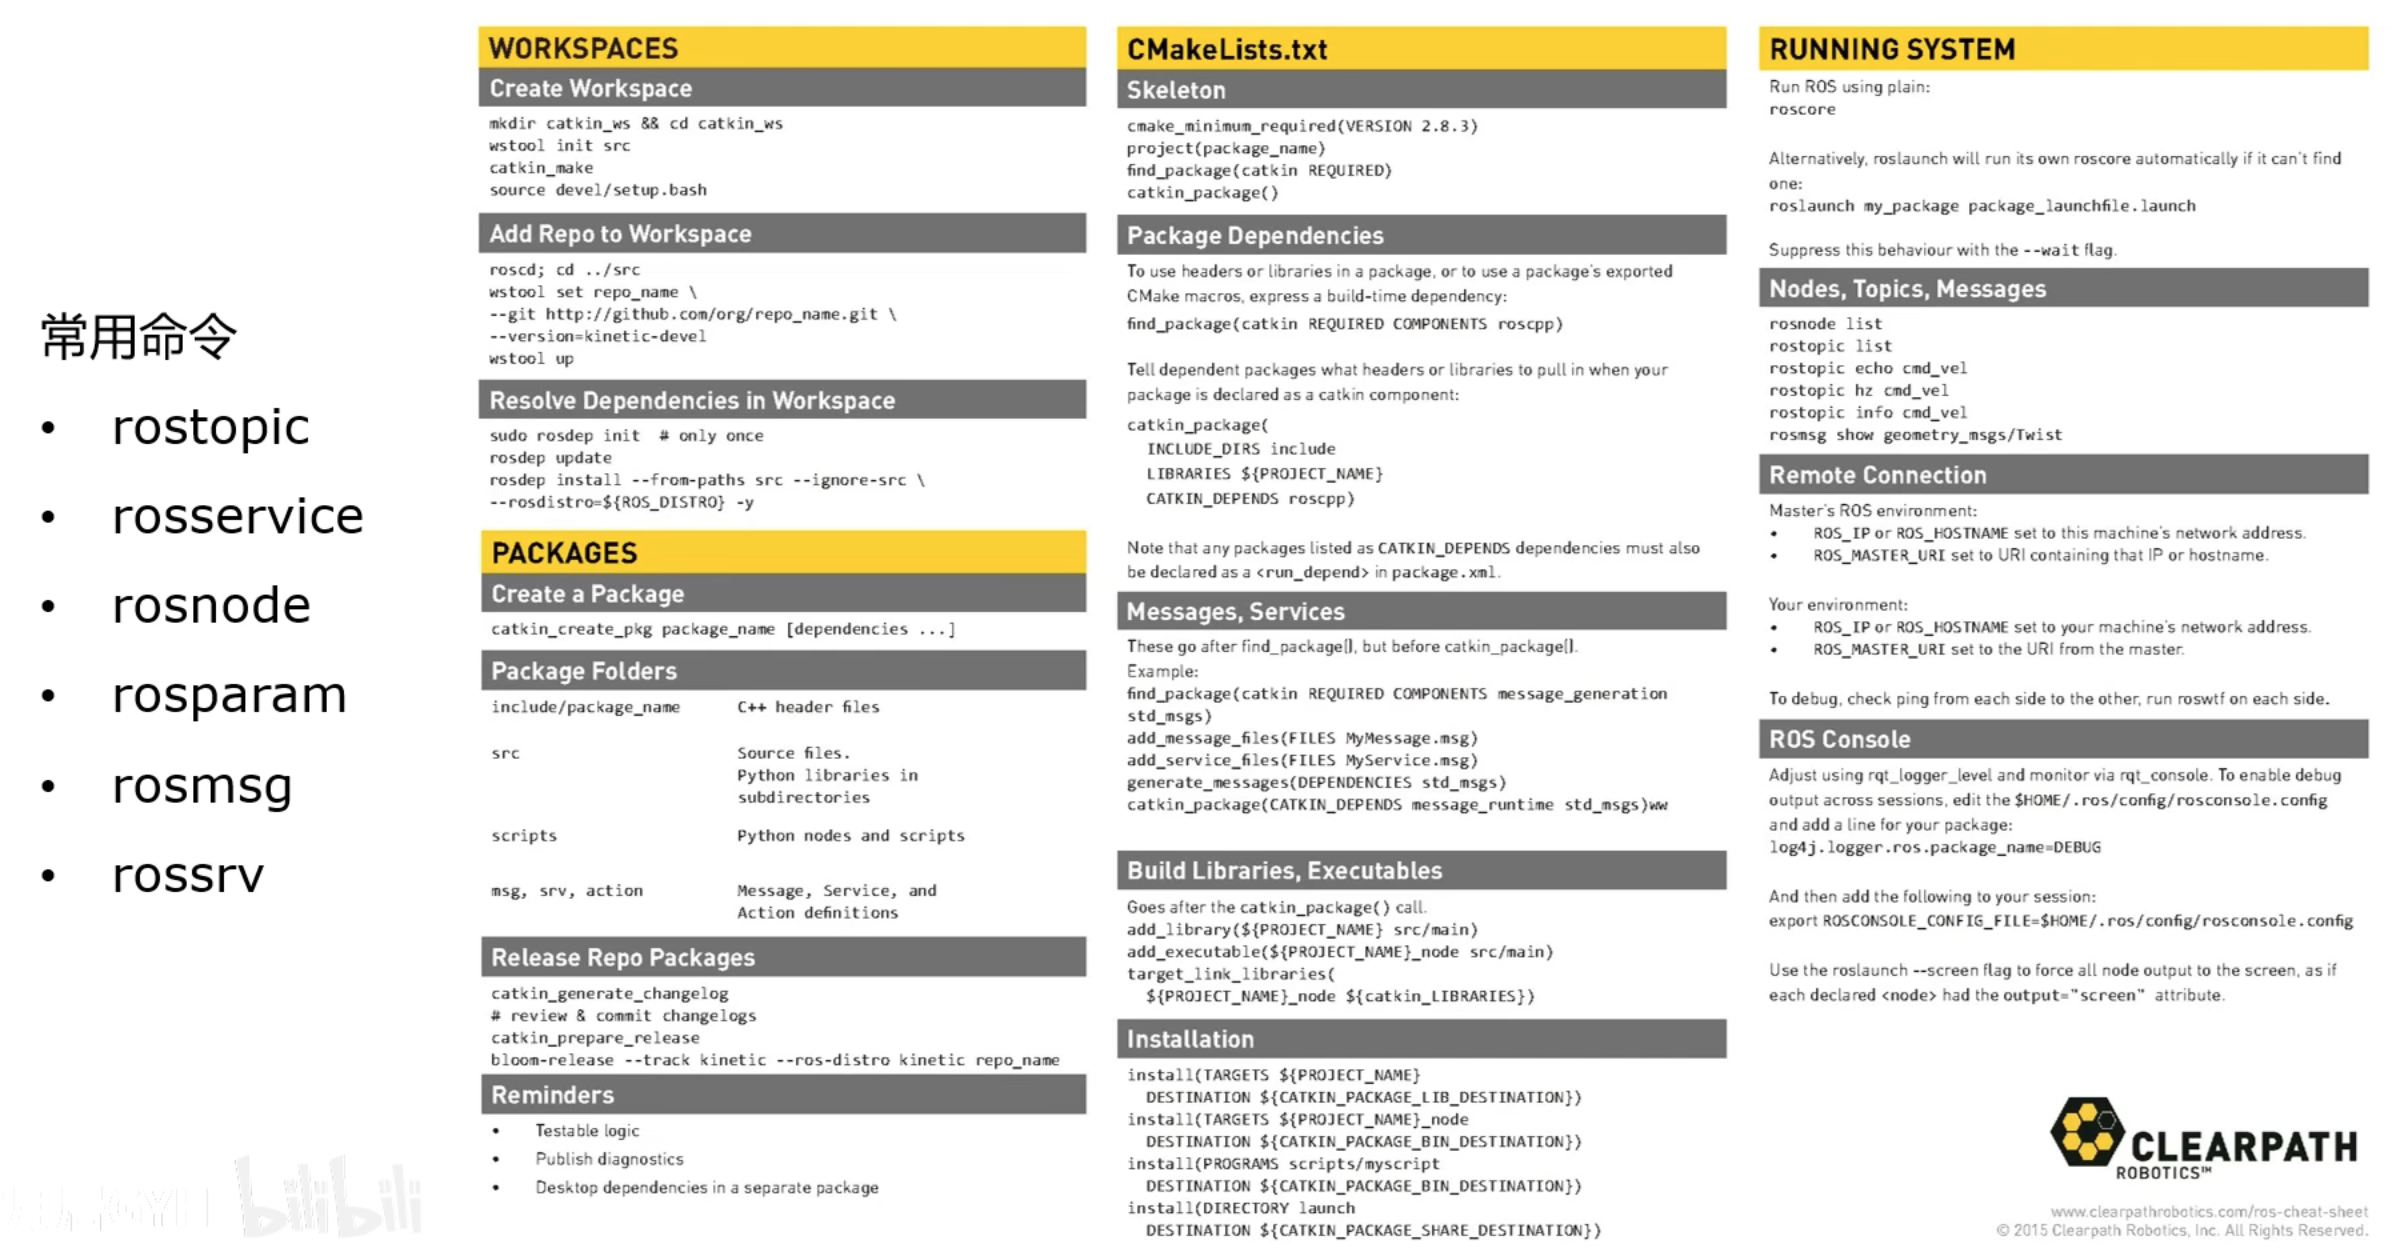 常用命令
• rostopic
• rosservice
• rosnode
• rosparam
• rosmsg
• rossrv
WORKSPACES
Create Workspace
mkdir catkin_ws && cd catkin_ws
wstool init src
catkin_make
source devel/setup.bash
Add Repo to Workspace
roscd; cd ../src
wstool set repo_name \
--git http://github.com/org/repo_name.git \
--version=kinetic-devel
wstool up
Resolve Dependencies in Workspace
sudo rosdep init # only once
rosdep update
rosdep install --from-paths src --ignore-src \
--rosdistro=${ROS_DISTRO} -y
PACKAGES
Create a Package
catkin_create_pkg package_name [dependencies ...]
Package Folders
include/package_name C++ header files
src Source files.
Python libraries in
subdirectories
scripts Python nodes and scripts
msg, srv, action Message, Service, and
Action definitions
Release Repo Packages
catkin_generate_changelog
# review & commit changelogs
catkin_prepare_release
bloom-release --track kinetic --ros-distro kinetic repo_name
Reminders
• Testable logic
• Publish diagnostics
• Desktop dependencies in a separate package
CMakeLists.txt
Skeleton
cmake_minimum_required(VERSION 2.8.3)
project(package_name)
find_package(catkin REQUIRED)
catkin_package()
Package Dependencies
To use headers or libraries in a package, or to use a package's exported
CMake macros, express a build-time dependency:
find_package(catkin REQUIRED COMPONENTS roscpp)
Tell dependent packages what headers or libraries to pull in when your
package is declared as a catkin component:
catkin_package(
INCLUDE_DIRS include
LIBRARIES ${PROJECT_NAME}
CATKIN_DEPENDS roscpp)
Note that any packages listed as CATKIN_DEPENDS dependencies must also
be declared as a <run_depend> in package.xml.
Messages, Services
These go after find_package(), but before catkin_package().
Example:
find_package(catkin REQUIRED COMPONENTS message_generation
std_msgs)
add_message_files(FILES MyMessage.msg)
add_service_files(FILES MyService.msg)
generate_messages(DEPENDENCIES std_msgs)
catkin_package(CATKIN_DEPENDS message_runtime std_msgs)ww
Build Libraries, Executables
Goes after the catkin_package() call.
add_library(${PROJECT_NAME} src/main)
add_executable(${PROJECT_NAME}_node src/main)
target_link_libraries(
${PROJECT_NAME}_node ${catkin_LIBRARIES})
Installation
install(TARGETS ${PROJECT_NAME}
DESTINATION ${CATKIN_PACKAGE_LIB_DESTINATION})
install(TARGETS ${PROJECT_NAME}_node
DESTINATION ${CATKIN_PACKAGE_BIN_DESTINATION})
install(PROGRAMS scripts/myscript
DESTINATION ${CATKIN_PACKAGE_BIN_DESTINATION})
install(DIRECTORY launch
DESTINATION ${CATKIN_PACKAGE_SHARE_DESTINATION})
RUNNING SYSTEM
Run ROS using plain:
roscore
Alternatively, roslaunch will run its own roscore automatically if it can't find
one:
roslaunch my_package package_launchfile.launch
Suppress this behaviour with the --wait flag.
Nodes, Topics, Messages
rosnode list
rostopic list
rostopic echo cmd_vel
rostopic hz cmd_vel
rostopic info cmd_vel
rosmsg show geometry_msgs/Twist
Remote Connection
Master's ROS environment:
• ROS_IP or ROS_HOSTNAME set to this machine's network address.
• ROS_MASTER_URI set to URI containing that IP or hostname.
Your environment:
• ROS_IP or ROS_HOSTNAME set to your machine's network address.
• ROS_MASTER_URI set to the URI from the master.
To debug, check ping from each side to the other, run roswtf on each side.
ROS Console
Adjust using rqt_logger_level and monitor via rqt_console. To enable debug
output across sessions, edit the $HOME/.ros/config/rosconsole.config
and add a line for your package:
log4j.logger.ros.package_name=DEBUG
And then add the following to your session:
export ROSCONSOLE_CONFIG_FILE=$HOME/.ros/config/rosconsole.config
Use the roslaunch --screen flag to force all node output to the screen, as if
each declared <node> had the output="screen" attribute.
CLEARPATH
ROBOTICS™
www.clearpathrobotics.com/ros-cheat-sheet
© 2015 Clearpath Robotics, Inc. All Rights Reserved.
bilibili